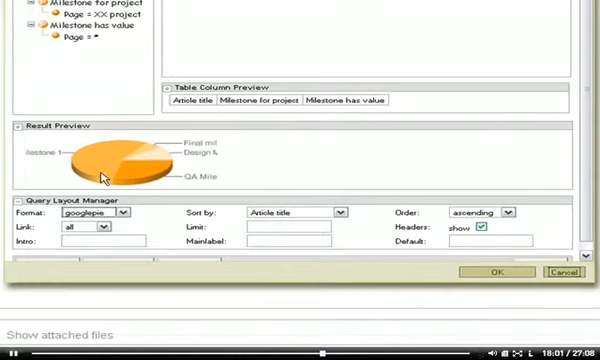 Milestone for project
Page = XX project
Milestone has value
Page = *
Table Column Preview
Article title Milestone for project Milestone has value
Result Preview
Final mil
ilestone 1
Design M
QA Mile
Query Layout Manager
Format: googlepie Sort by: Article title Order: ascending
Link: all Limit: Headers: show
Intro: Mainlabel: Default:
OK Cancel
Show attached files
18:01 / 27:08